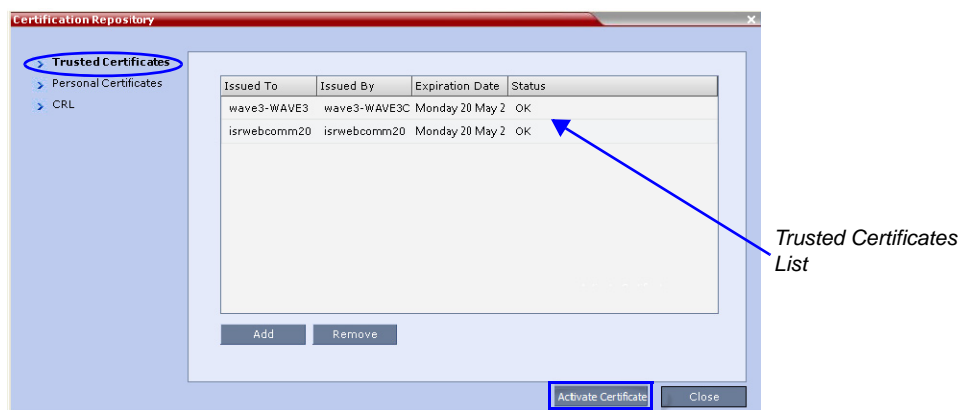 Certification Repository
Trusted Certificates
Personal Certificates
CRL
Issued To Issued By Expiration Date Status
wave3-WAVE3 wave3-WAVE3C Monday 20 May 2 OK
isrwebcomm20 isrwebcomm20 Monday 20 May 2 OK
Trusted Certificates
List
Add Remove
Activate Certificate Close